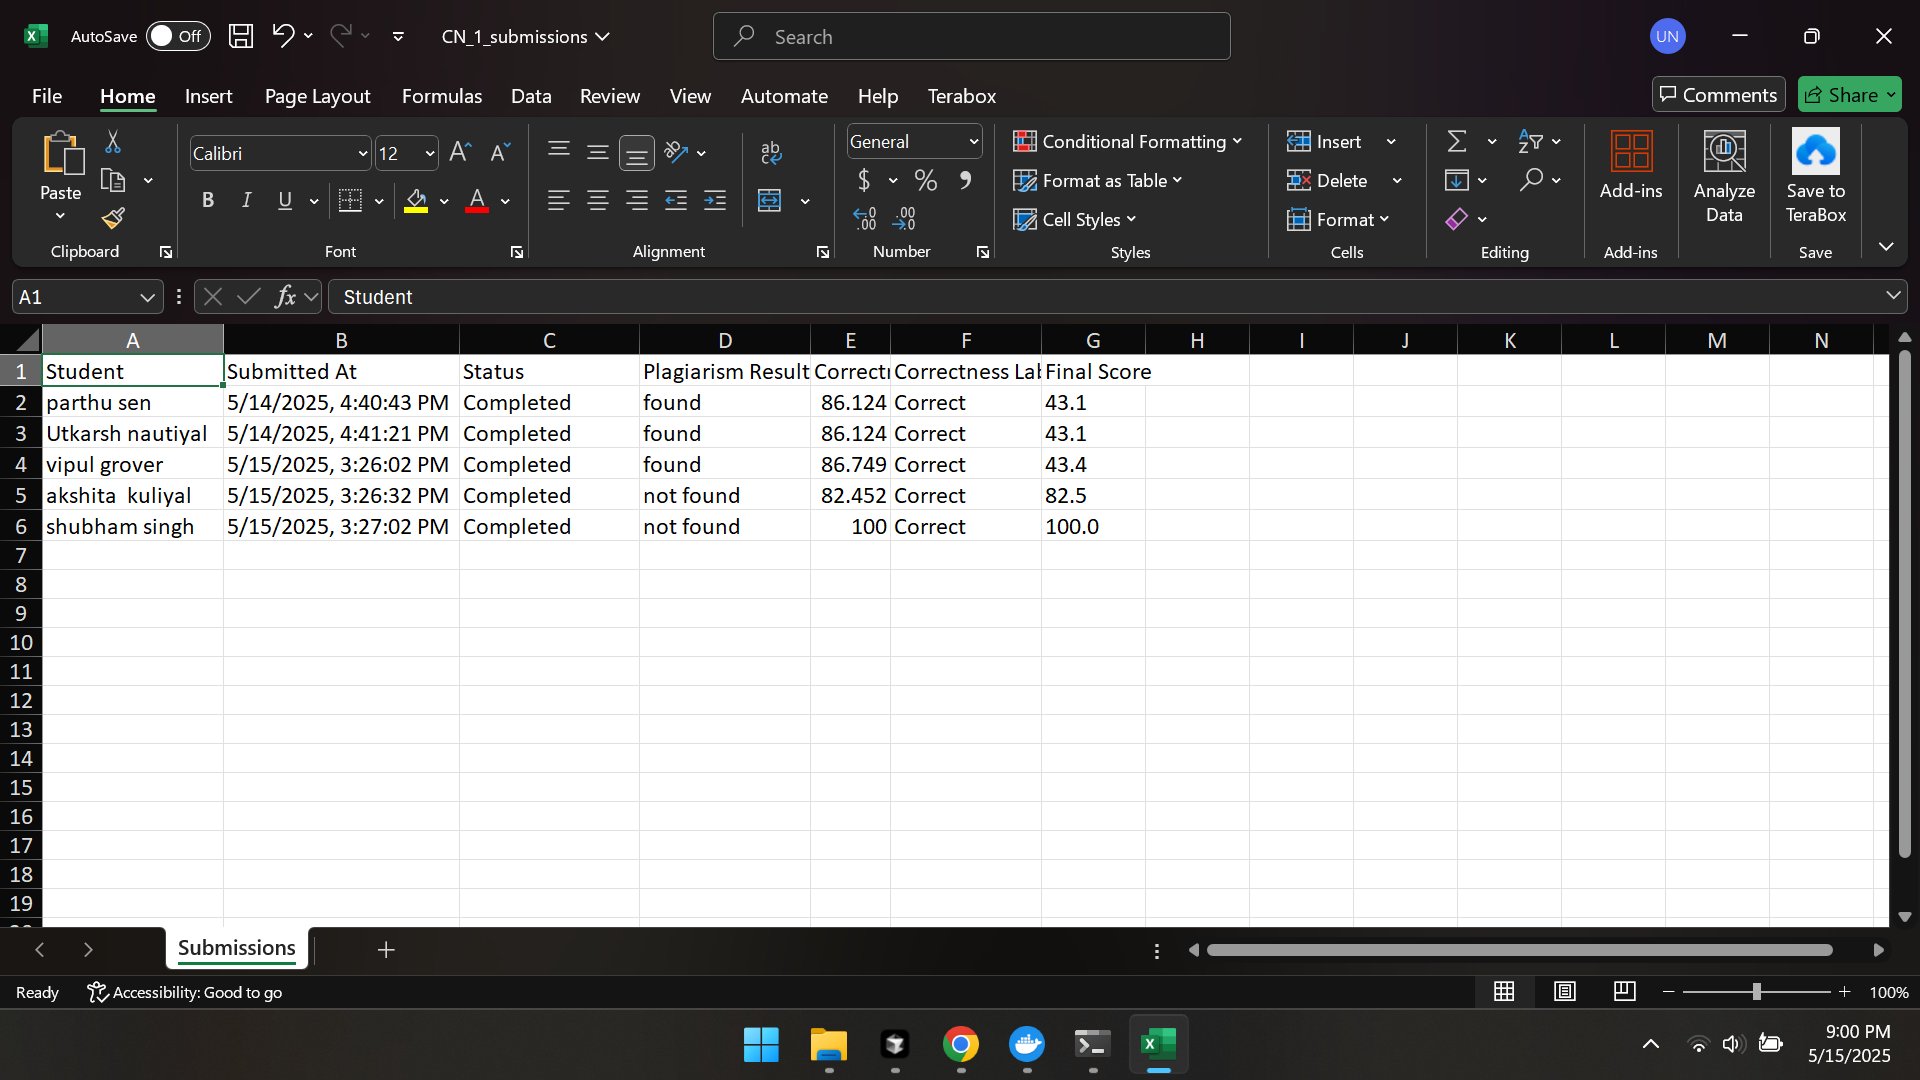 AutoSave Off CN_1_submissions Search UN
File Home Insert Page Layout Formulas Data Review View Automate Help Terabox Comments Share
Paste Calibri 12 General Conditional Formatting Format as Table Cell Styles Insert Delete Format Add-ins Analyze Data Save to TeraBox
Clipboard Font Alignment Number Styles Cells Editing Add-ins Save
A1 fx Student
A B C D E F G H I J K L M N
1 Student Submitted At Status Plagiarism Result Correctn Correctness Lal Final Score
2 parthu sen 5/14/2025, 4:40:43 PM Completed found 86.124 Correct 43.1
3 Utkarsh nautiyal 5/14/2025, 4:41:21 PM Completed found 86.124 Correct 43.1
4 vipul grover 5/15/2025, 3:26:02 PM Completed found 86.749 Correct 43.4
5 akshita  kuliyal 5/15/2025, 3:26:32 PM Completed not found 82.452 Correct 82.5
6 shubham singh 5/15/2025, 3:27:02 PM Completed not found 100 Correct 100.0
7
8
9
10
11
12
13
14
15
16
17
18
19
Submissions
Ready Accessibility: Good to go 100%
9:00 PM
5/15/2025